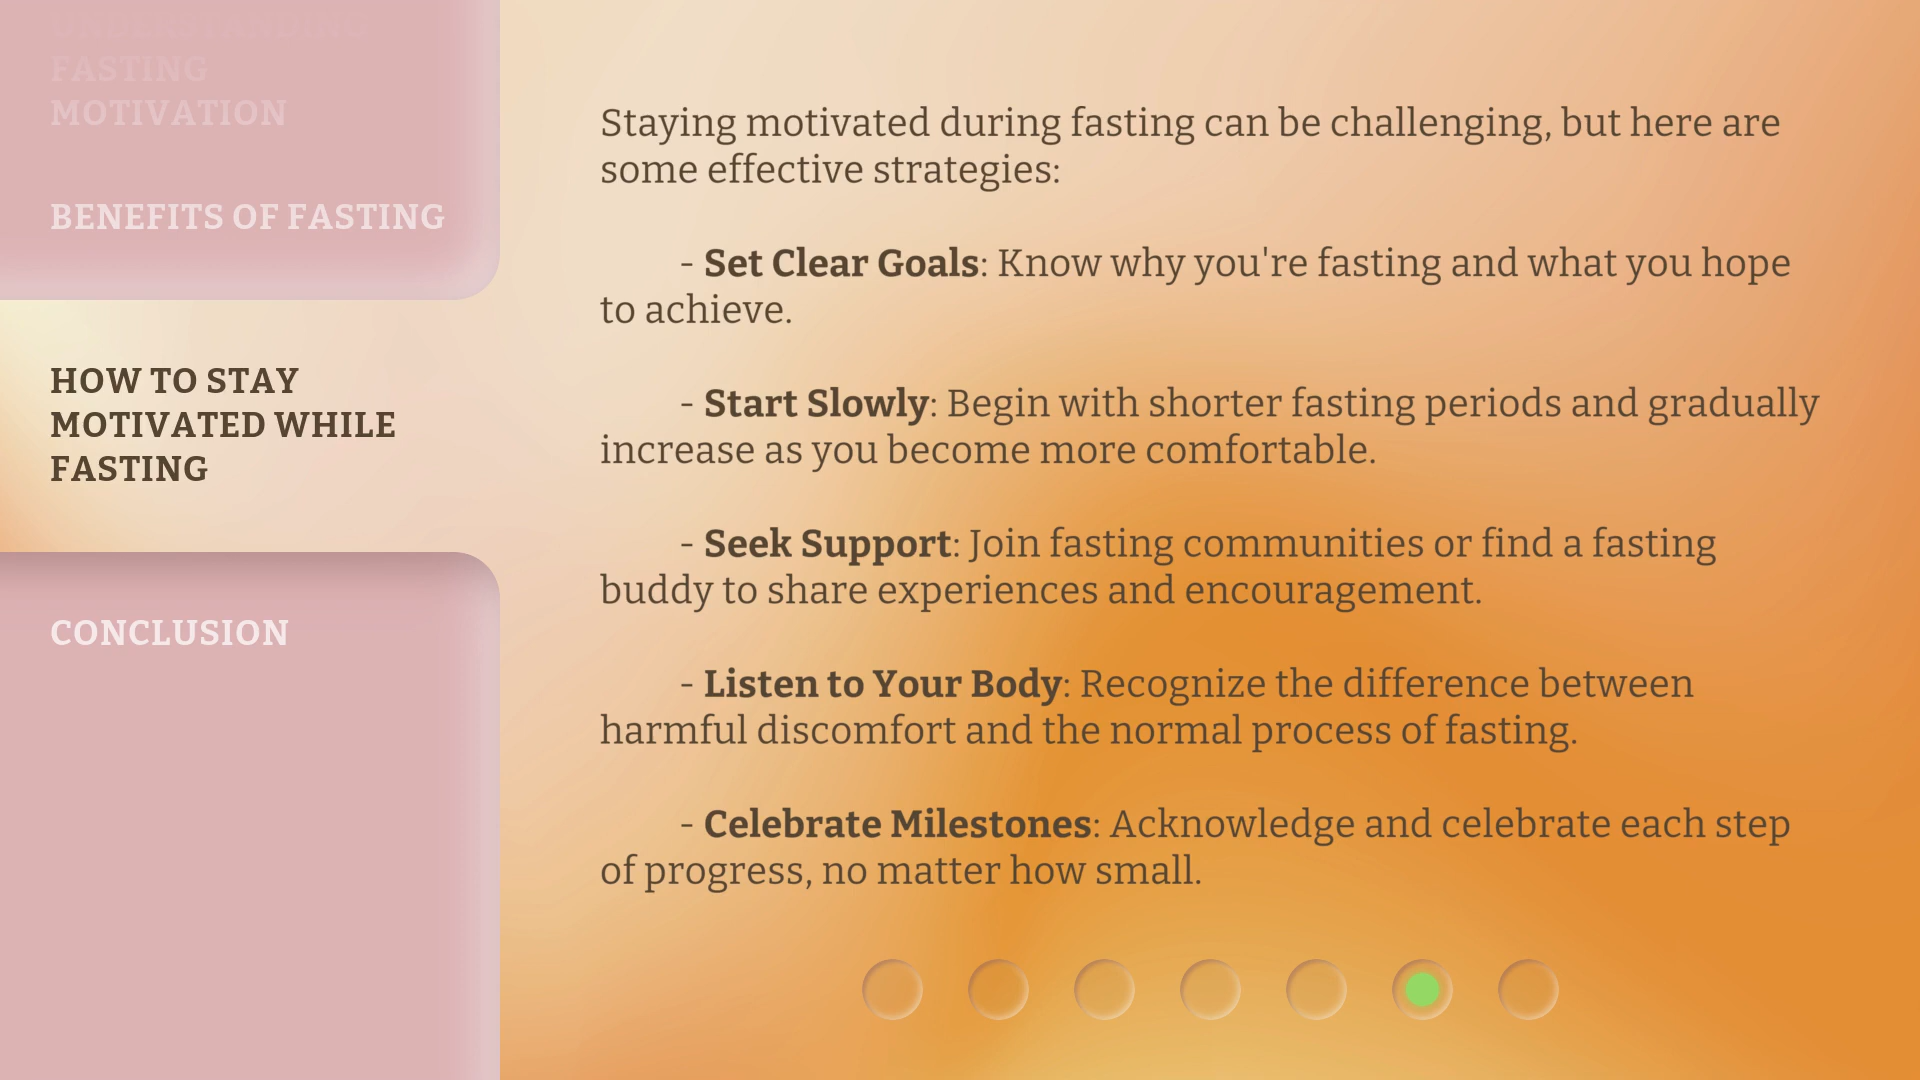 UNDERSTANDING
FASTING
MOTIVATION
BENEFITS OF FASTING
HOW TO STAY
MOTIVATED WHILE
FASTING
CONCLUSION
Staying motivated during fasting can be challenging, but here are
some effective strategies:
- Set Clear Goals: Know why you're fasting and what you hope
to achieve.
- Start Slowly: Begin with shorter fasting periods and gradually
increase as you become more comfortable.
- Seek Support: Join fasting communities or find a fasting
buddy to share experiences and encouragement.
- Listen to Your Body: Recognize the difference between
harmful discomfort and the normal process of fasting.
- Celebrate Milestones: Acknowledge and celebrate each step
of progress, no matter how small.